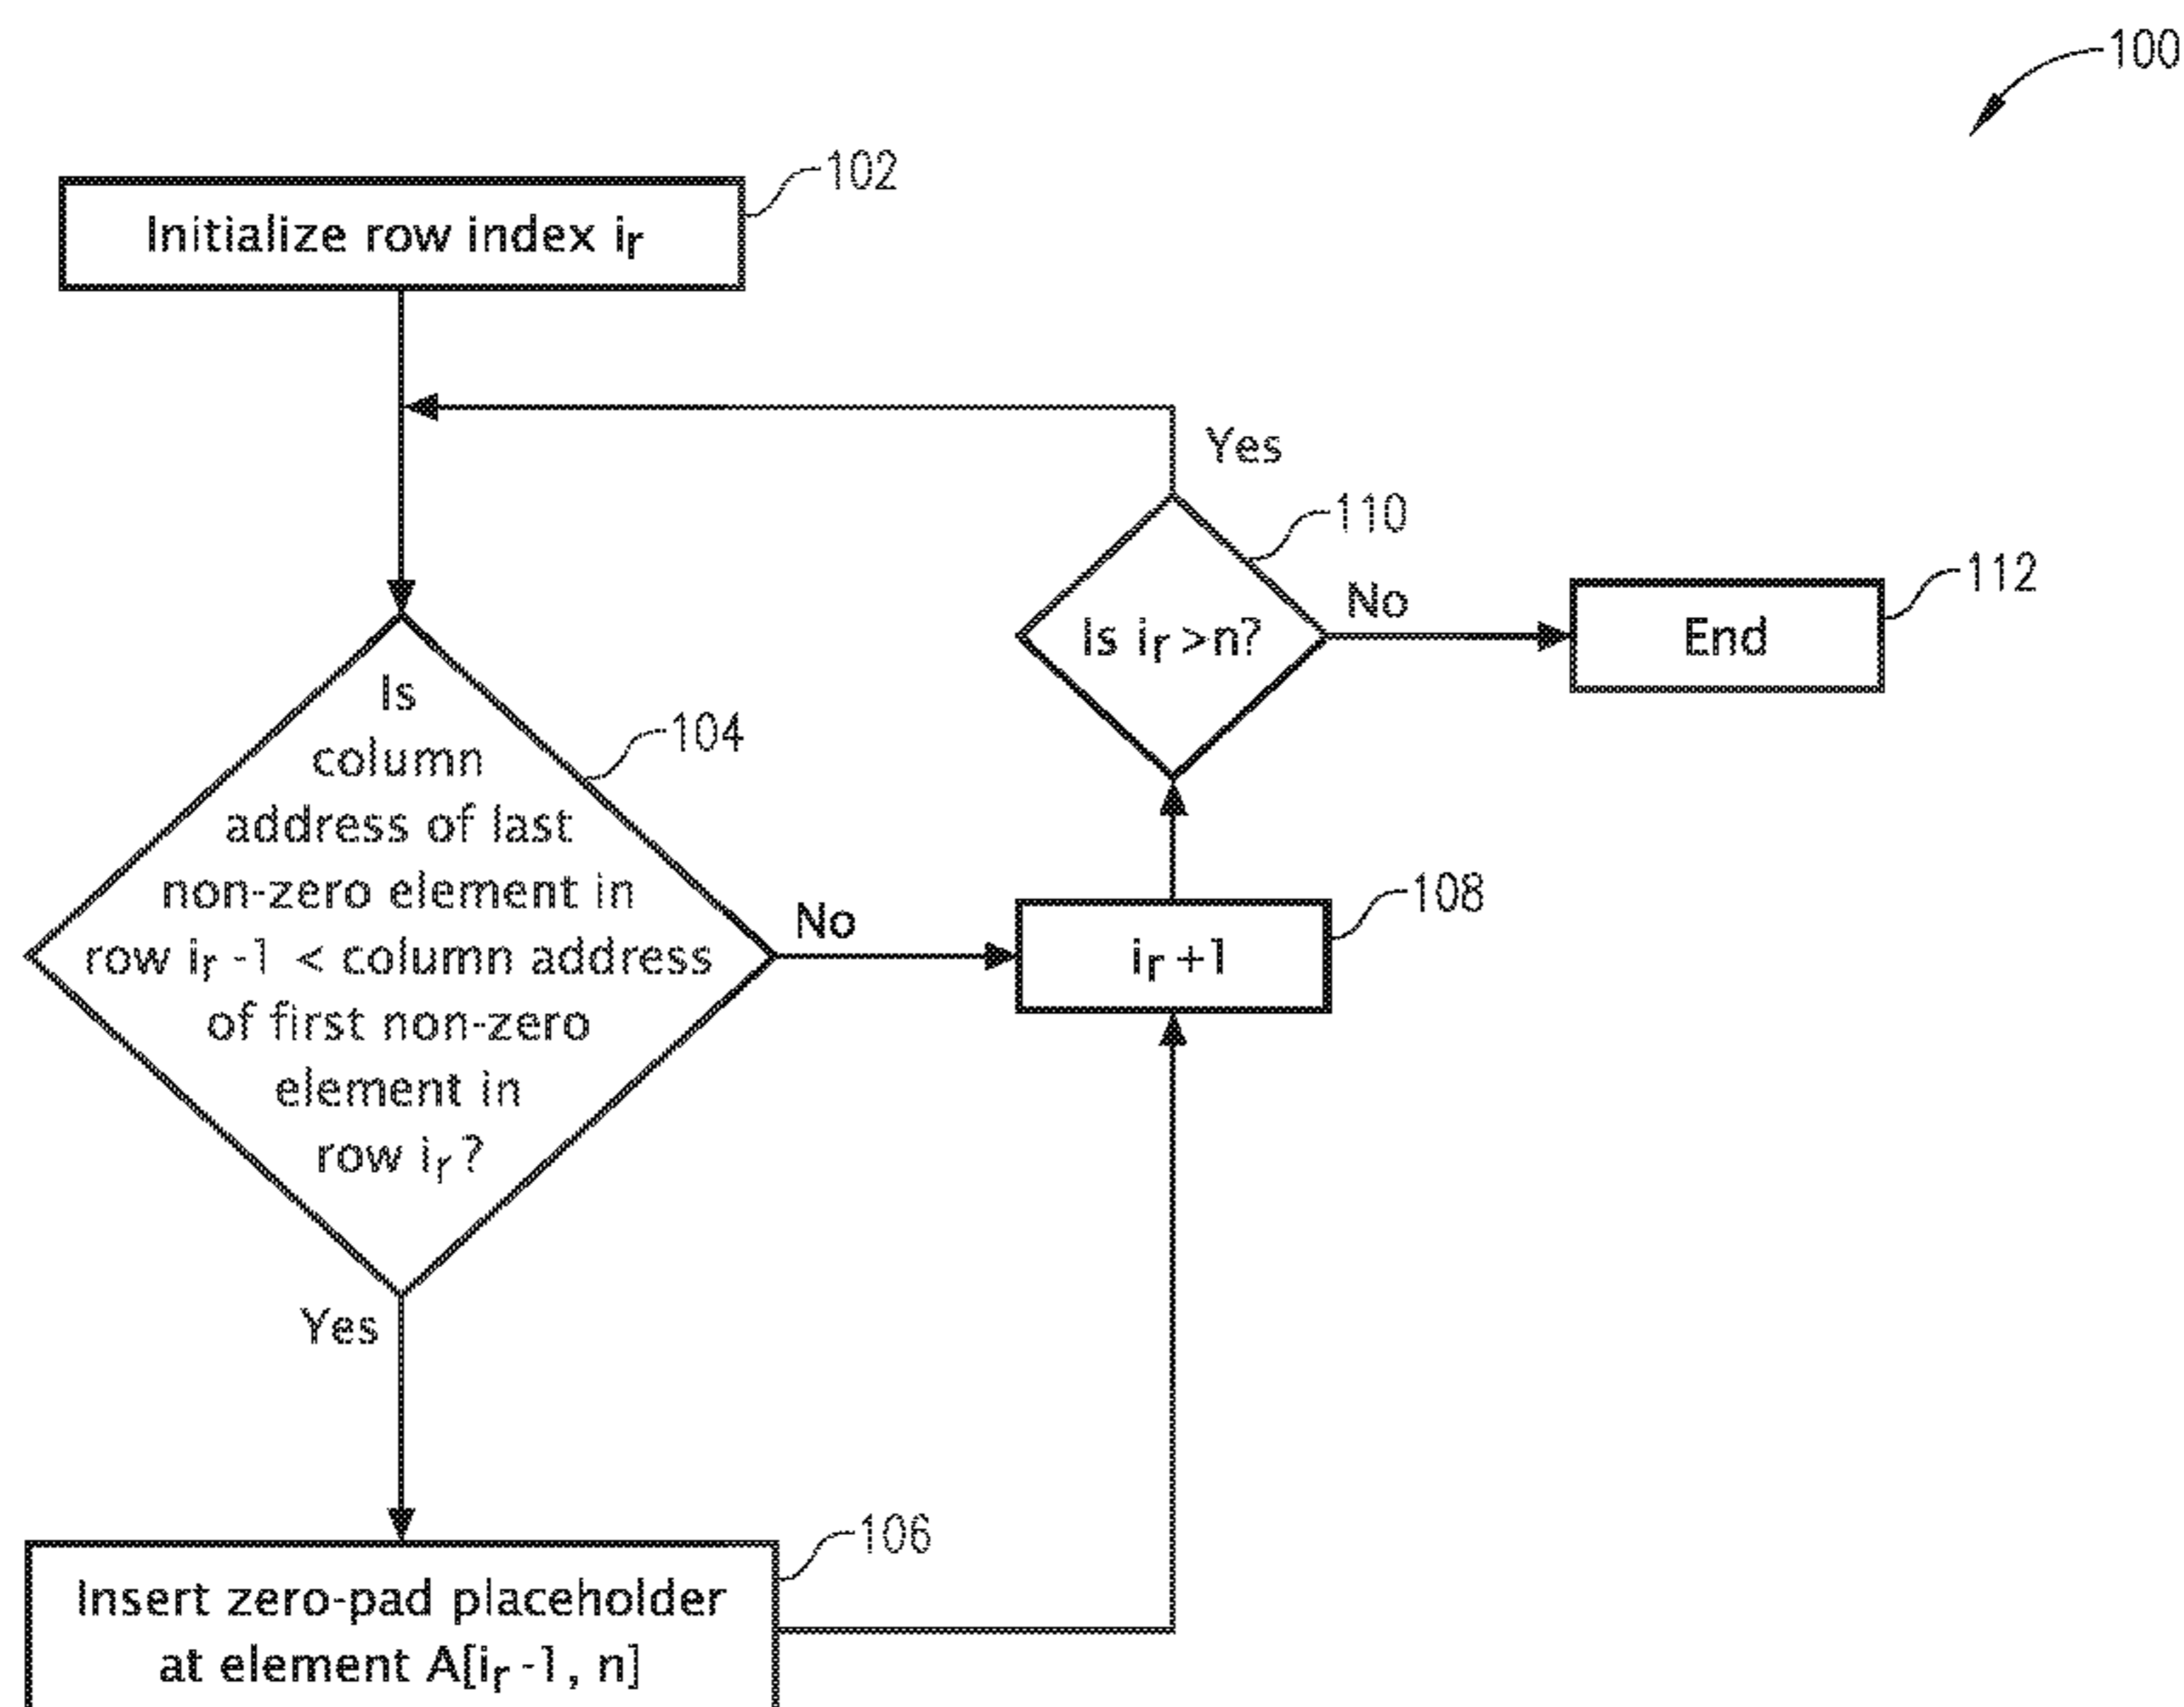 100
102
Initialize row index ir
Yes
110
112
No
Is ir >n?
End
Is
104
column
address of last
non-zero element in
108
No
row ir -1 < column address
ir +1
of first non-zero
element in
row ir ?
Yes
106
Insert zero-pad placeholder
at element A[ir -1, n]